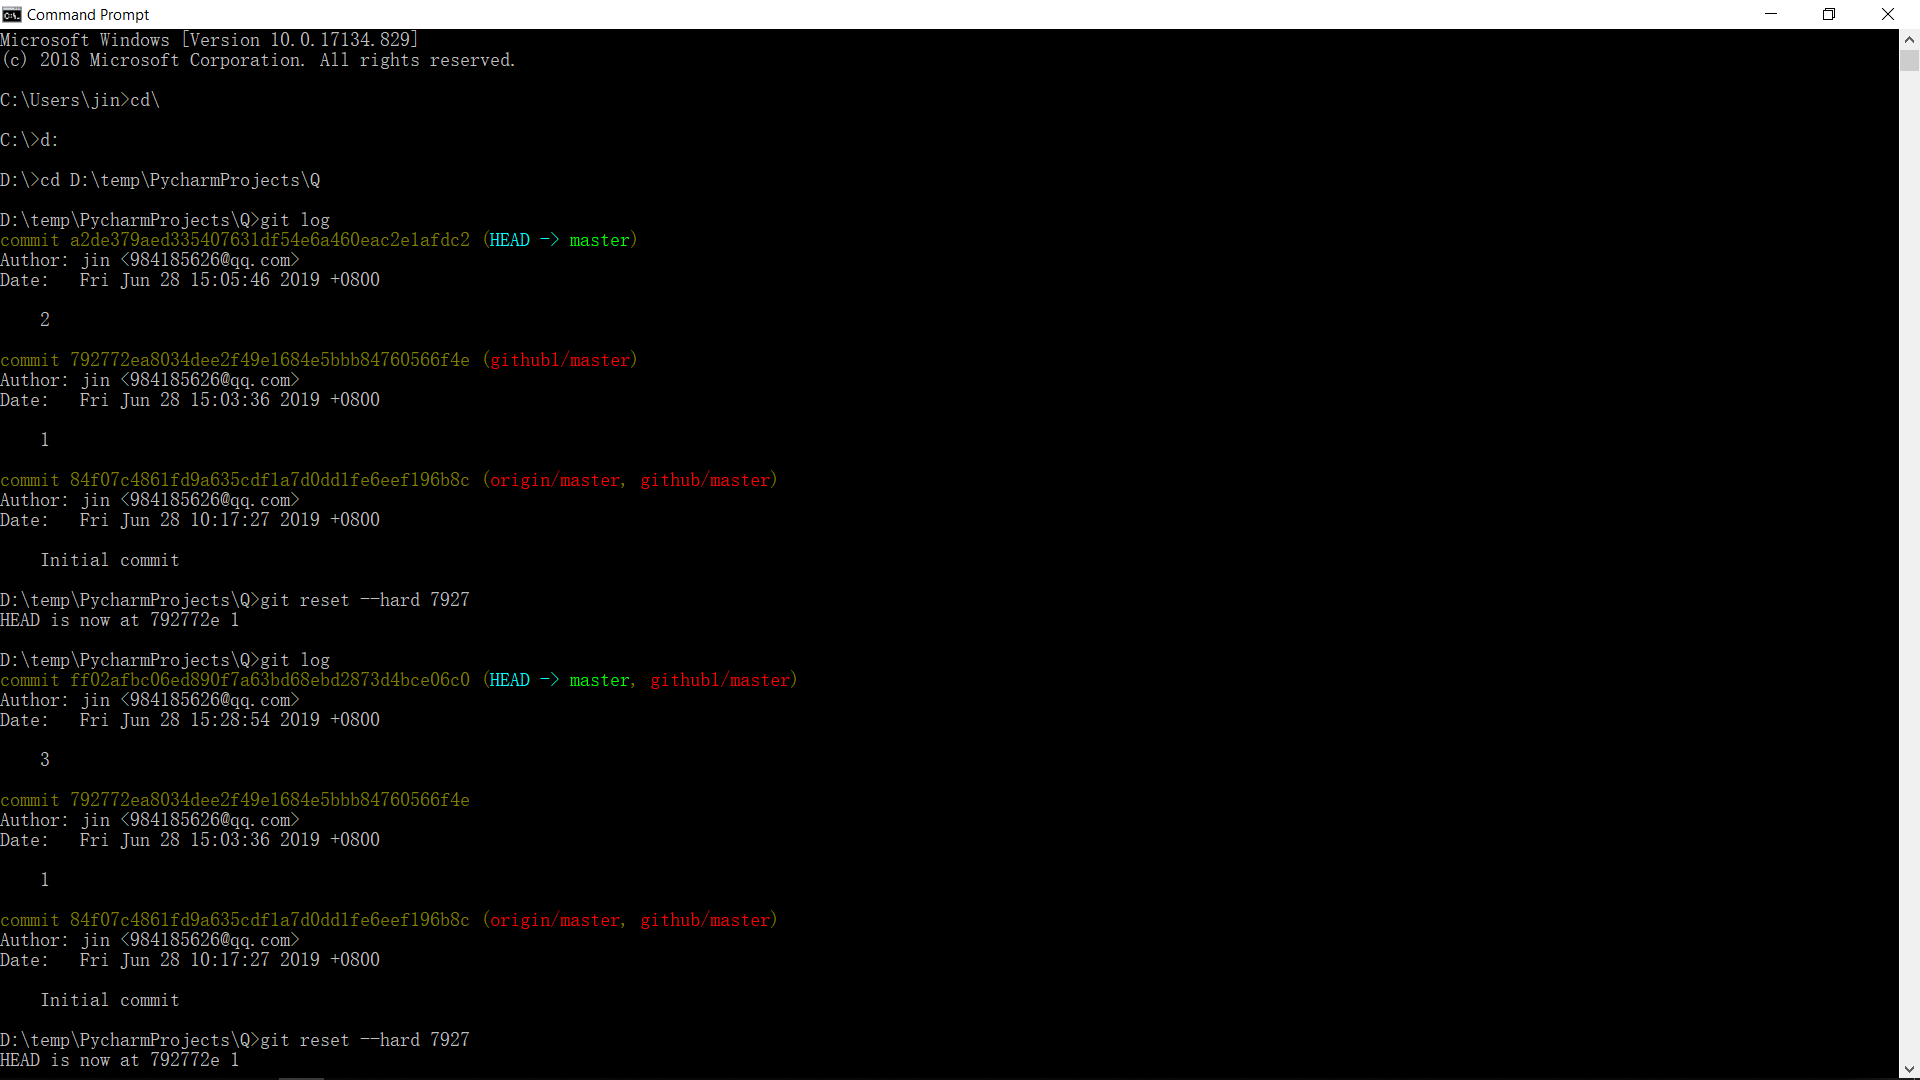 Command Prompt
Microsoft Windows [Version 10.0.17134.829]
(c) 2018 Microsoft Corporation. All rights reserved.
C:\Users\jin>cd\
C:\>d:
D:\>cd D:\temp\PycharmProjects\Q
D:\temp\PycharmProjects\Q>git log
commit a2de379aed335407631df54e6a460eac2e1afdc2 (HEAD -> master)
Author: jin <984185626@qq.com>
Date:   Fri Jun 28 15:05:46 2019 +0800
2
commit 792772ea8034dee2f49e1684e5bbb84760566f4e (github1/master)
Author: jin <984185626@qq.com>
Date:   Fri Jun 28 15:03:36 2019 +0800
1
commit 84f07c4861fd9a635cdf1a7d0dd1fe6eef196b8c (origin/master, github/master)
Author: jin <984185626@qq.com>
Date:   Fri Jun 28 10:17:27 2019 +0800
Initial commit
D:\temp\PycharmProjects\Q>git reset --hard 7927
HEAD is now at 792772e 1
D:\temp\PycharmProjects\Q>git log
commit ff02afbc06ed890f7a63bd68ebd2873d4bce06c0 (HEAD -> master, github1/master)
Author: jin <984185626@qq.com>
Date:   Fri Jun 28 15:28:54 2019 +0800
3
commit 792772ea8034dee2f49e1684e5bbb84760566f4e
Author: jin <984185626@qq.com>
Date:   Fri Jun 28 15:03:36 2019 +0800
1
commit 84f07c4861fd9a635cdf1a7d0dd1fe6eef196b8c (origin/master, github/master)
Author: jin <984185626@qq.com>
Date:   Fri Jun 28 10:17:27 2019 +0800
Initial commit
D:\temp\PycharmProjects\Q>git reset --hard 7927
HEAD is now at 792772e 1